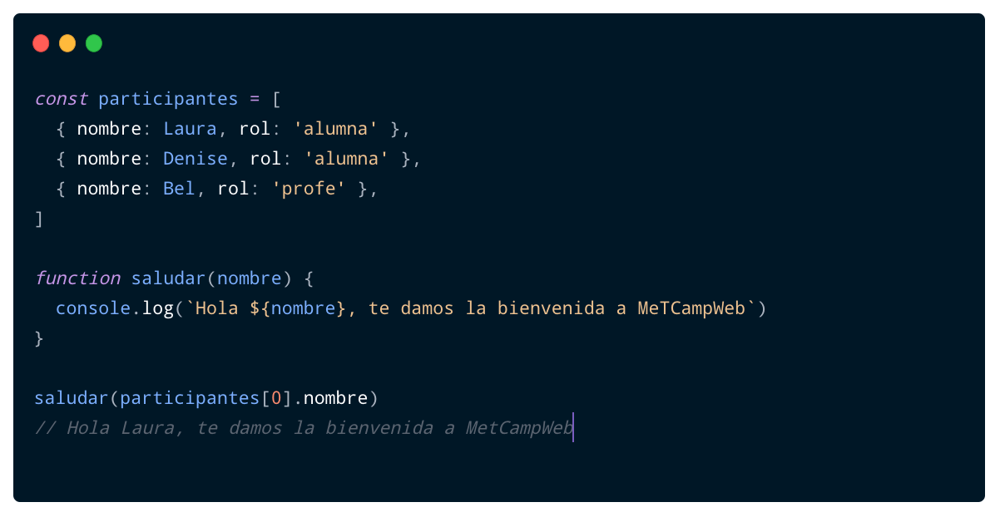 const participantes = [
  { nombre: Laura, rol: 'alumna' },
  { nombre: Denise, rol: 'alumna' },
  { nombre: Bel, rol: 'profe' },
]
function saludar(nombre) {
  console.log(`Hola ${nombre}, te damos la bienvenida a MeTCampWeb`)
}
saludar(participantes[0].nombre)
// Hola Laura, te damos la bienvenida a MetCampWeb